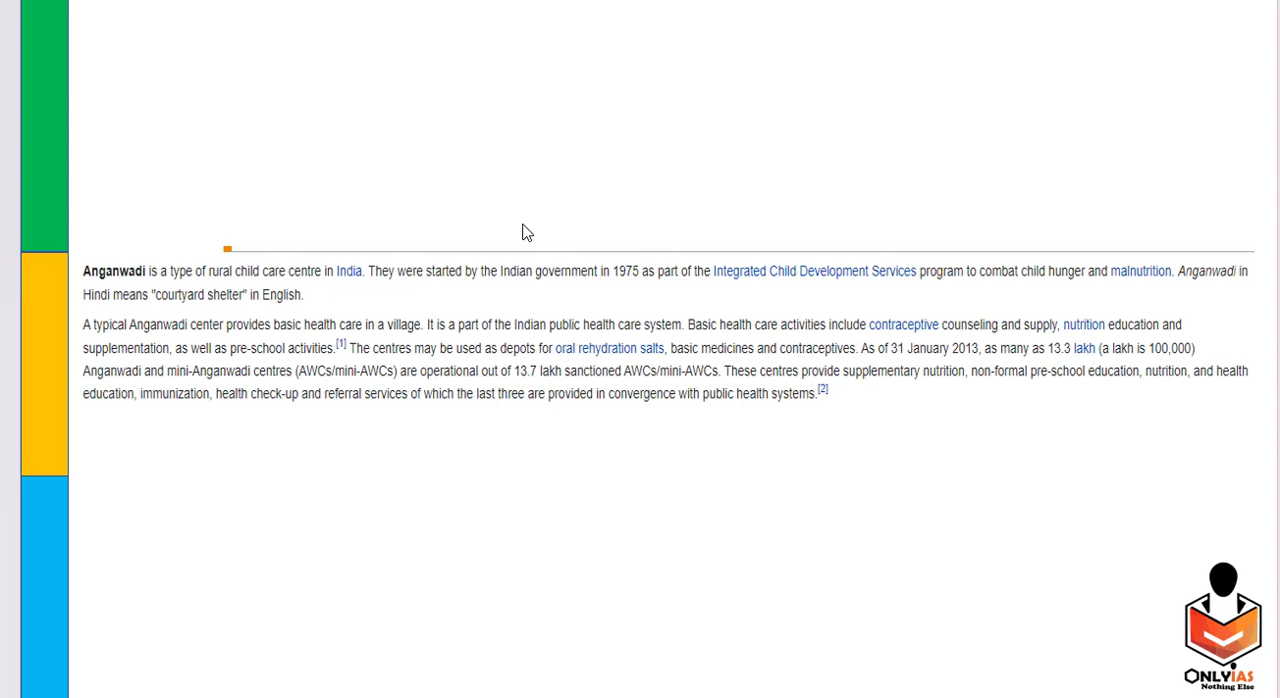 Anganwadi is a type of rural child care centre in India. They were started by the Indian government in 1975 as part of the Integrated Child Development Services program to combat child hunger and malnutrition. Anganwadi in
Hindi means "courtyard shelter" in English.
A typical Anganwadi center provides basic health care in a village. It is a part of the Indian public health care system. Basic health care activities include contraceptive counseling and supply, nutrition education and
supplementation, as well as pre-school activities.[1] The centres may be used as depots for oral rehydration salts, basic medicines and contraceptives. As of 31 January 2013, as many as 13.3 lakh (a lakh is 100,000)
Anganwadi and mini-Anganwadi centres (AWCs/mini-AWCs) are operational out of 13.7 lakh sanctioned AWCs/mini-AWCs. These centres provide supplementary nutrition, non-formal pre-school education, nutrition, and health
education, immunization, health check-up and referral services of which the last three are provided in convergence with public health systems.[2]
ONLYIAS
Nothing Else